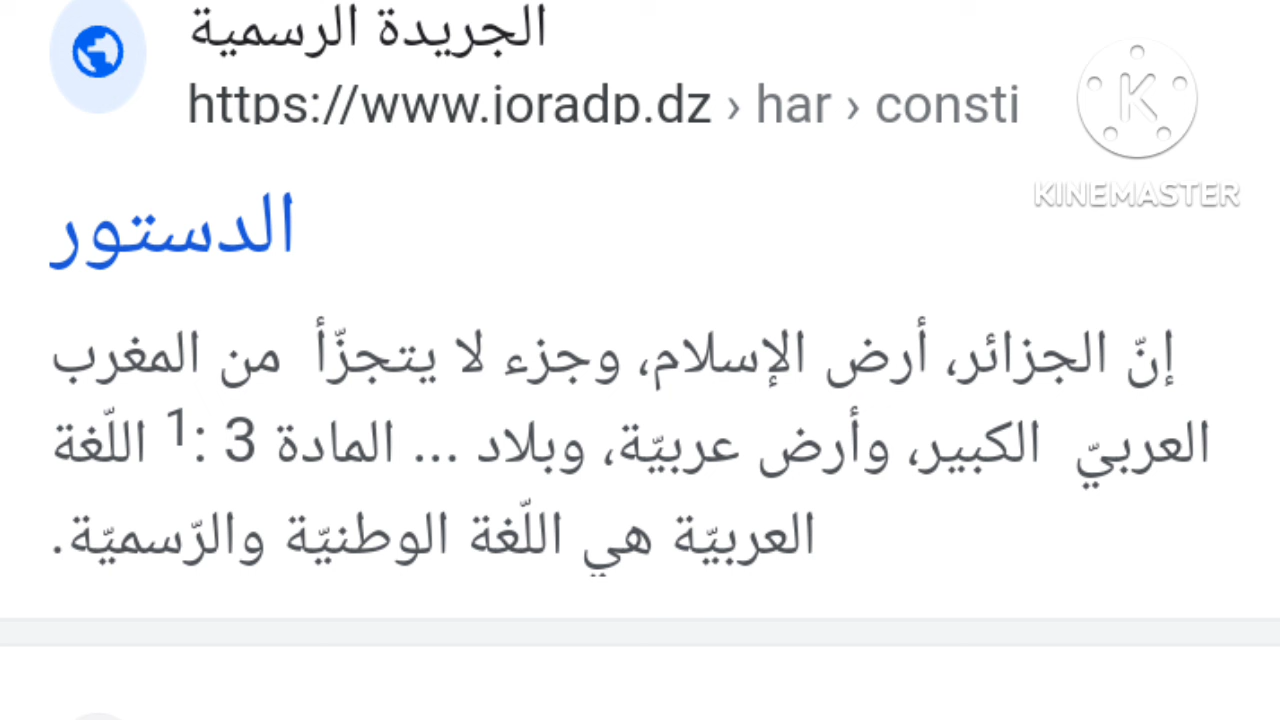 الجريدة الرسمية
https://www.joradp.dz › har › consti
KINEMASTER
الدستور
إنّ الجزائر، أرض الإسلام، وجزء لا يتجزّأ من المغرب
العربيّ الكبير، وأرض عربيّة، وبلاد ... المادة 3 :1 اللّغة
العربيّة هي اللّغة الوطنيّة والرّسميّة.